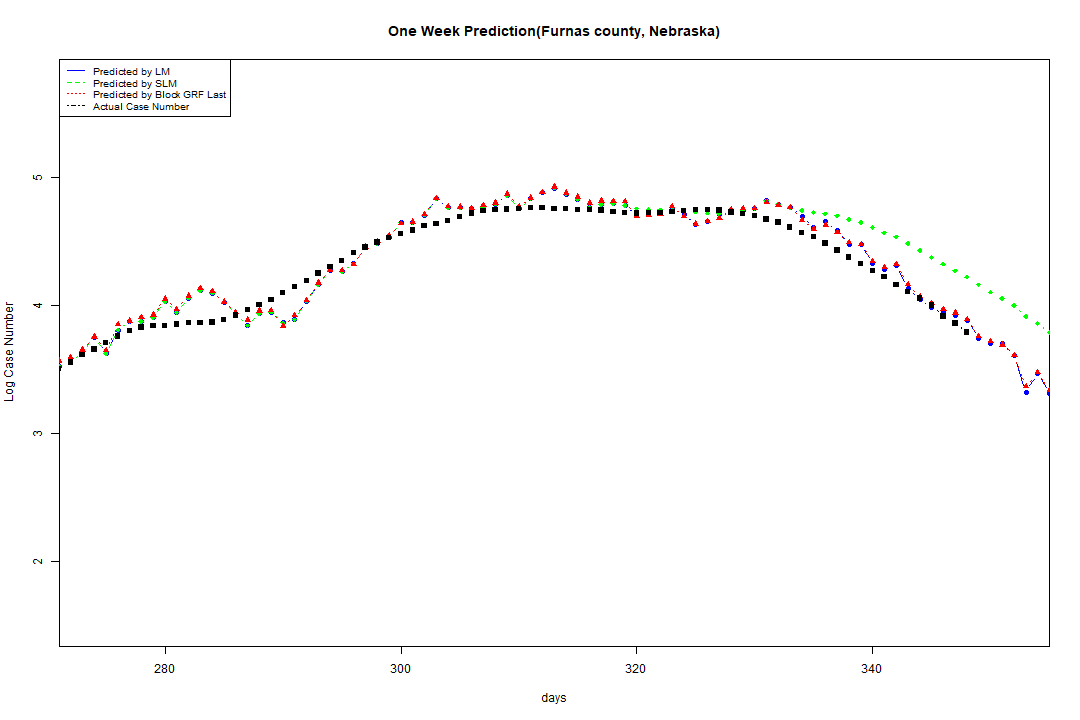 One Week Prediction(Furnas county, Nebraska)
Predicted by LM
Predicted by SLM
Predicted by Block GRF Last
Actual Case Number
5
4
3
2
Log Case Number
280 300 320 340
days